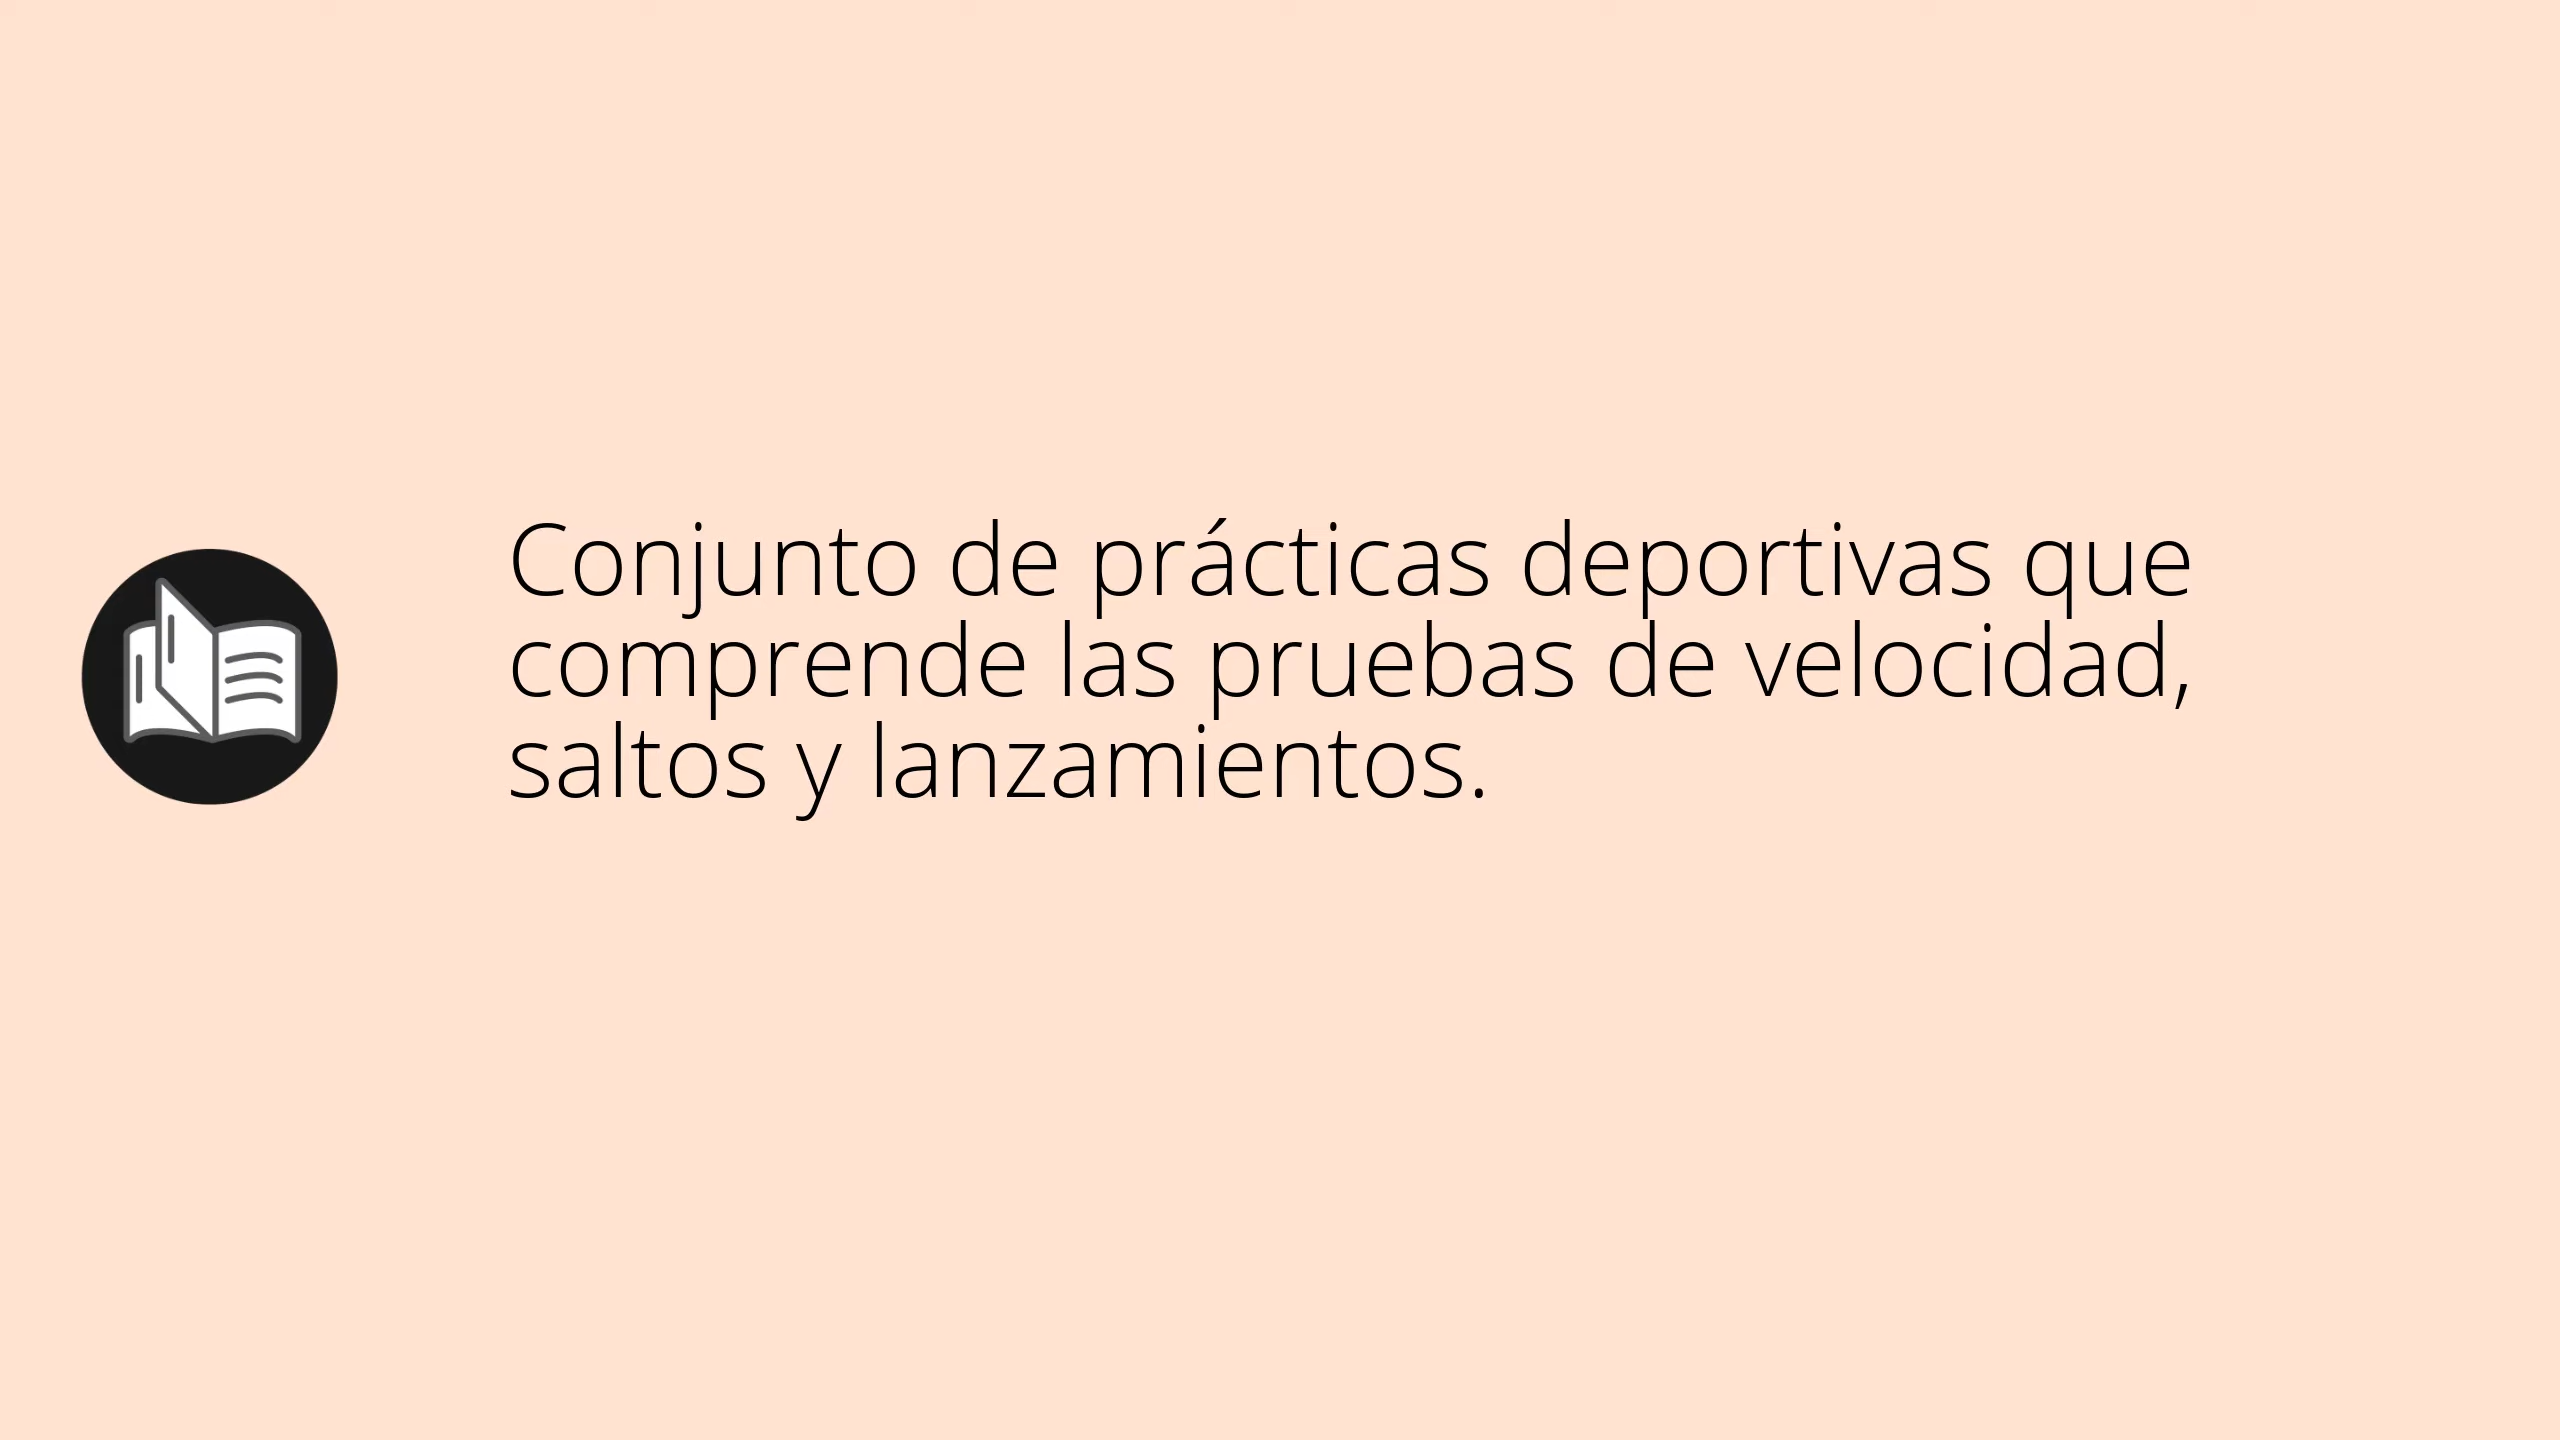 Conjunto de prácticas deportivas que
comprende las pruebas de velocidad,
saltos y lanzamientos.